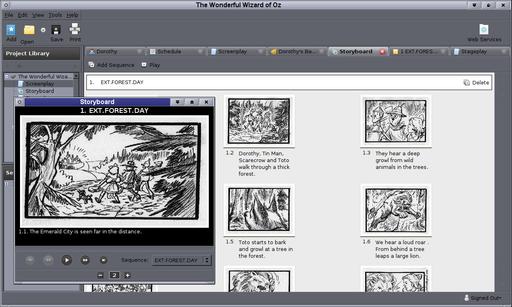 The Wonderful Wizard of Oz
File Edit View Tools Help
Add Open Save Print Web Services
Project Library
Dorothy Schedule Screenplay Dorothy's Ba... Storyboard 1 EXT.FORES... Stageplay
Add Sequence Play
The Wonderful Wiza...
Screenplay
Storyboard
1. EXT.FOREST.DAY Delete
Storyboard
1. EXT.FOREST.DAY
1.1. The Emerald City is seen far in the distance.
Sequence: EXT.FOREST.DAY
2
1.2 Dorothy, Tin Man,
Scarecrow and Toto
walk through a thick
forest.
1.3 They hear a deep
growl from wild
animals in the trees.
1.5 Toto starts to bark
and growl at a tree in
the forest.
1.6 We hear a loud roar .
From behind a tree
leaps a large lion.
Signed Out